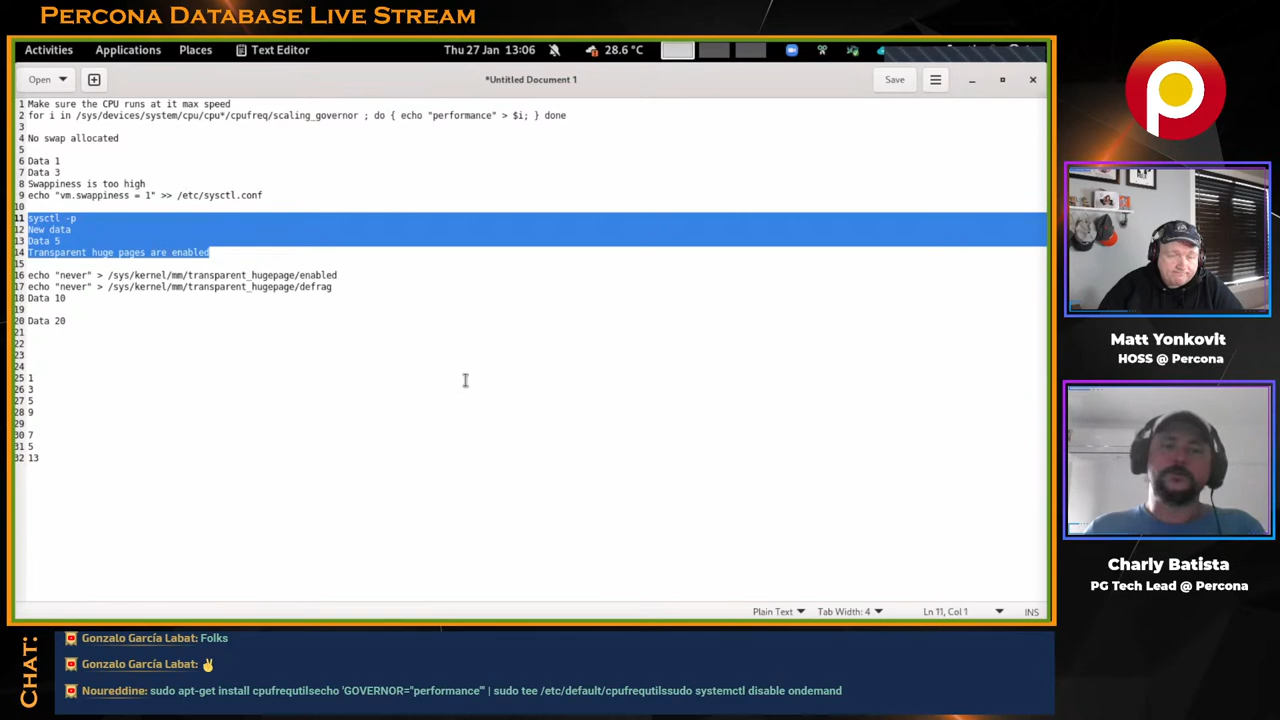 PERCONA DATABASE LIVE STREAM
Activities Applications Places Text Editor Thu 27 Jan 13:06 28.6 °C
Open *Untitled Document 1 Save
1 Make sure the CPU runs at it max speed
2 for i in /sys/devices/system/cpu/cpu*/cpufreq/scaling_governor ; do { echo "performance" > $i; } done
3
4 No swap allocated
5
6 Data 1
7 Data 3
8 Swappiness is too high
9 echo "vm.swappiness = 1" >> /etc/sysctl.conf
10
11 sysctl -p
12 New data
13 Data 5
14 Transparent huge pages are enabled
15
16 echo "never" > /sys/kernel/mm/transparent_hugepage/enabled
17 echo "never" > /sys/kernel/mm/transparent_hugepage/defrag
18 Data 10
19
20 Data 20
21
22
23
24
25 1
26 3
27 5
28 9
29
30 7
31 5
32 13
Plain Text Tab Width: 4 Ln 11, Col 1 INS
Matt Yonkovit
HOSS @ Percona
Charly Batista
PG Tech Lead @ Percona
CHAT:
Gonzalo García Labat: Folks
Gonzalo García Labat: ✌
Noureddine: sudo apt-get install cpufrequtilsecho 'GOVERNOR="performance"' | sudo tee /etc/default/cpufrequtilssudo systemctl disable ondemand